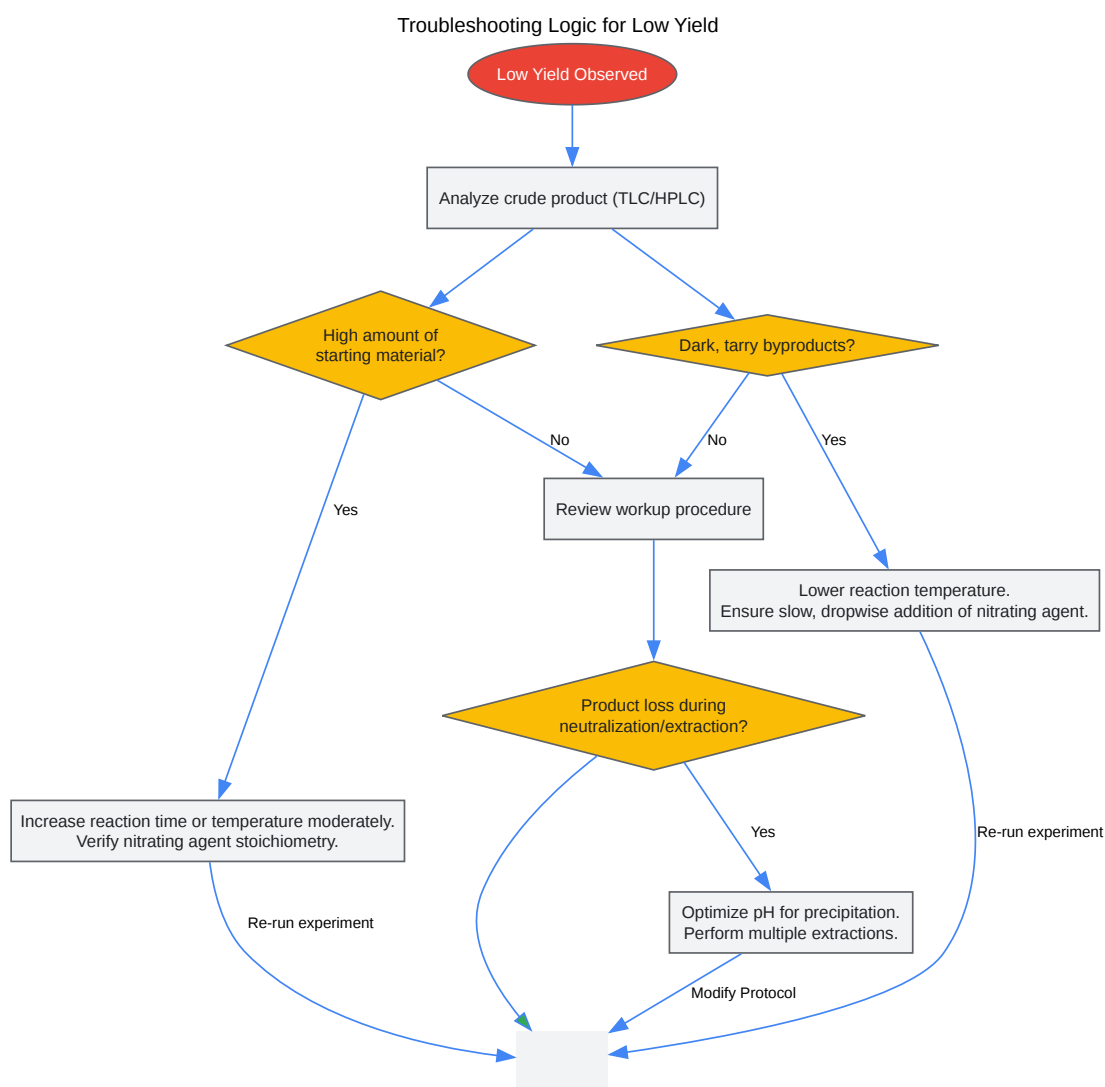 Troubleshooting Logic for Low Yield
Low Yield Observed
Analyze crude product (TLC/HPLC)
High amount of
starting material?
Dark, tarry byproducts?
No
No
Yes
Yes
Review workup procedure
Lower reaction temperature.
Ensure slow, dropwise addition of nitrating agent.
Product loss during
neutralization/extraction?
Increase reaction time or temperature moderately.
Verify nitrating agent stoichiometry.
Yes
Re-run experiment
Re-run experiment
Optimize pH for precipitation.
Perform multiple extractions.
Modify Protocol